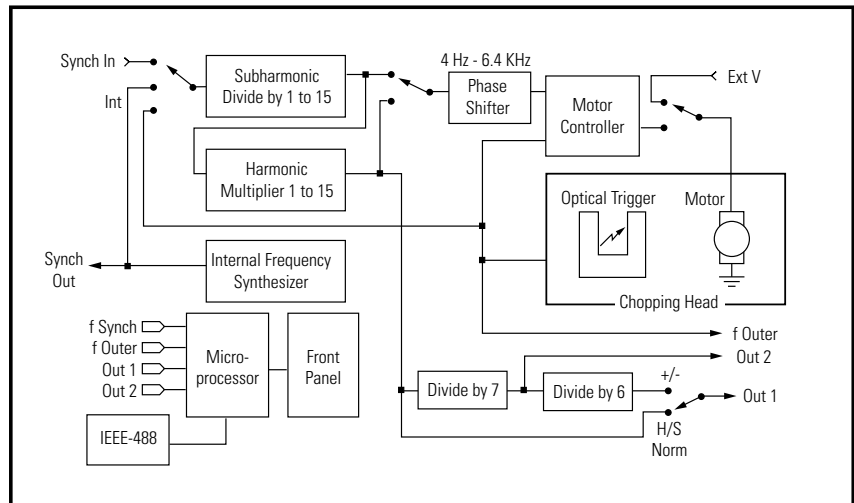 Synch In
Int
Subharmonic
Divide by 1 to 15
4 Hz - 6.4 KHz
Phase
Shifter
Motor
Controller
Ext V
Harmonic
Multiplier 1 to 15
Optical Trigger
Motor
Chopping Head
Synch
Out
Internal Frequency
Synthesizer
f Synch
f Outer
Out 1
Out 2
Micro-
processor
Front
Panel
IEEE-488
f Outer
Out 2
Divide by 7
Divide by 6
+/-
Out 1
H/S
Norm